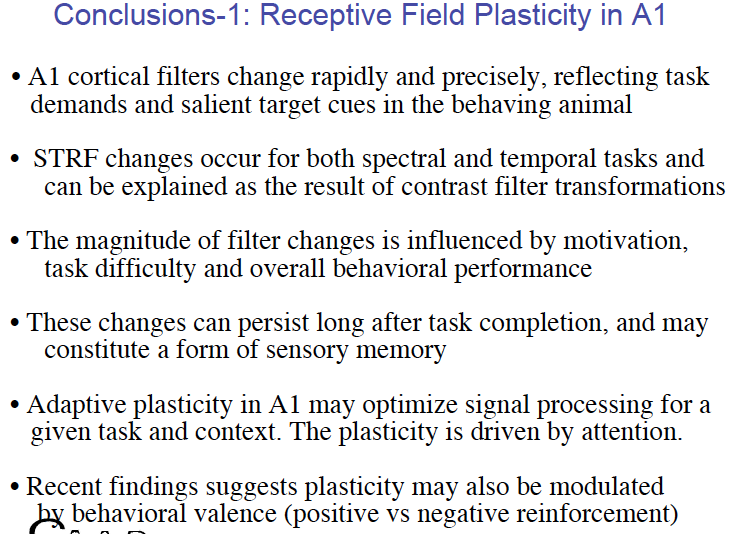 Conclusions-1: Receptive Field Plasticity in A1
• A1 cortical filters change rapidly and precisely, reflecting task
demands and salient target cues in the behaving animal
• STRF changes occur for both spectral and temporal tasks and
can be explained as the result of contrast filter transformations
• The magnitude of filter changes is influenced by motivation,
task difficulty and overall behavioral performance
• These changes can persist long after task completion, and may
constitute a form of sensory memory
• Adaptive plasticity in A1 may optimize signal processing for a
given task and context. The plasticity is driven by attention.
• Recent findings suggests plasticity may also be modulated
by behavioral valence (positive vs negative reinforcement)